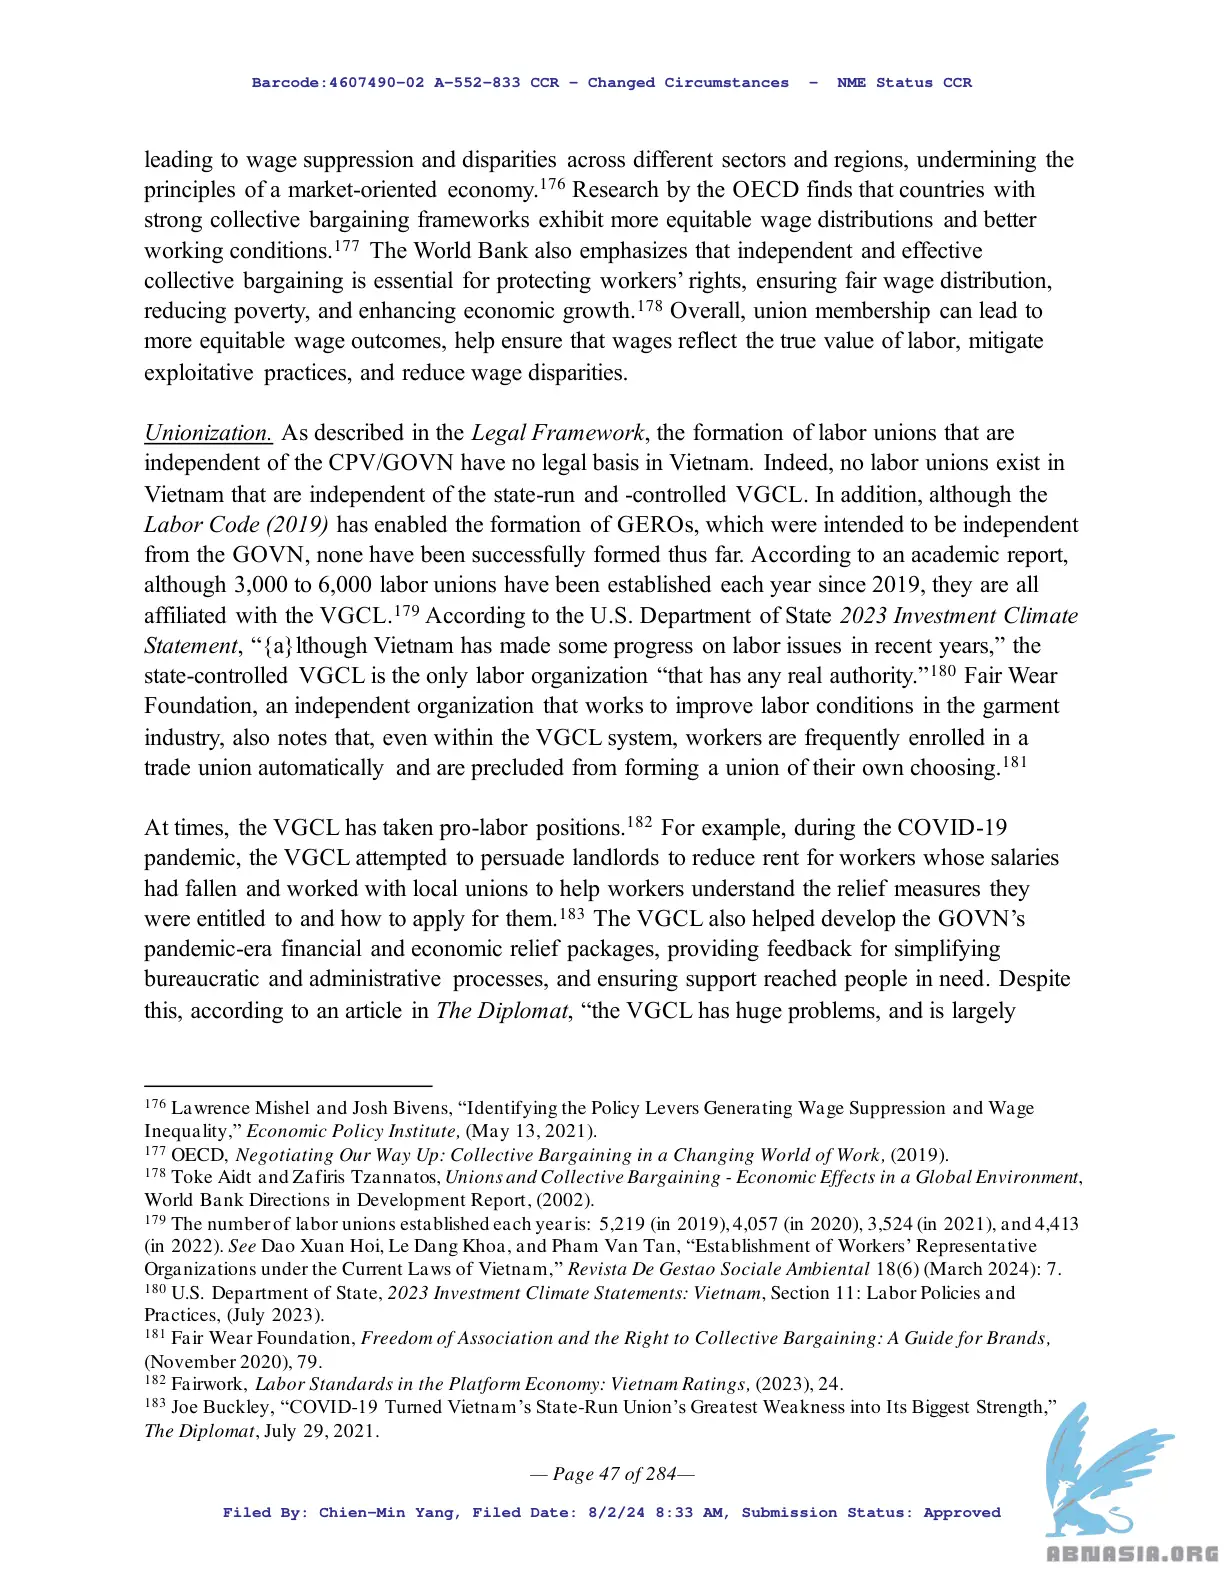 Barcode:4607490-02 A-552-833 CCR - Changed Circumstances - NME Status CCR
leading to wage suppression and disparities across different sectors and regions, undermining the
principles of a market-oriented economy.176 Research by the OECD finds that countries with
strong collective bargaining frameworks exhibit more equitable wage distributions and better
working conditions.177 The World Bank also emphasizes that independent and effective
collective bargaining is essential for protecting workers' rights, ensuring fair wage distribution,
reducing poverty, and enhancing economic growth.178 Overall, union membership can lead to
more equitable wage outcomes, help ensure that wages reflect the true value of labor, mitigate
exploitative practices, and reduce wage disparities.
Unionization. As described in the Legal Framework, the formation of labor unions that are
independent of the CPV/GOVN have no legal basis in Vietnam. Indeed, no labor unions exist in
Vietnam that are independent of the state-run and -controlled VGCL. In addition, although the
Labor Code (2019) has enabled the formation of GEROs, which were intended to be independent
from the GOVN, none have been successfully formed thus far. According to an academic report,
although 3,000 to 6,000 labor unions have been established each year since 2019, they are all
affiliated with the VGCL.179 According to the U.S. Department of State 2023 Investment Climate
Statement, “{a}lthough Vietnam has made some progress on labor issues in recent years,” the
state-controlled VGCL is the only labor organization “that has any real authority.”180 Fair Wear
Foundation, an independent organization that works to improve labor conditions in the garment
industry, also notes that, even within the VGCL system, workers are frequently enrolled in a
trade union automatically and are precluded from forming a union of their own choosing.181
At times, the VGCL has taken pro-labor positions.182 For example, during the COVID-19
pandemic, the VGCL attempted to persuade landlords to reduce rent for workers whose salaries
had fallen and worked with local unions to help workers understand the relief measures they
were entitled to and how to apply for them.183 The VGCL also helped develop the GOVN’s
pandemic-era financial and economic relief packages, providing feedback for simplifying
bureaucratic and administrative processes, and ensuring support reached people in need. Despite
this, according to an article in The Diplomat, “the VGCL has huge problems, and is largely
176 Lawrence Mishel and Josh Bivens, “Identifying the Policy Levers Generating Wage Suppression and Wage
Inequality,” Economic Policy Institute, (May 13, 2021).
177 OECD, Negotiating Our Way Up: Collective Bargaining in a Changing World of Work, (2019).
178 Toke Aidt and Zafiris Tzannatos, Unions and Collective Bargaining - Economic Effects in a Global Environment,
World Bank Directions in Development Report, (2002).
179 The number of labor unions established each year is: 5,219 (in 2019), 4,057 (in 2020), 3,524 (in 2021), and 4,413
(in 2022). See Dao Xuan Hoi, Le Dang Khoa, and Pham Van Tan, “Establishment of Workers’ Representative
Organizations under the Current Laws of Vietnam,” Revista De Gestao Sociale Ambiental 18(6) (March 2024): 7.
180 U.S. Department of State, 2023 Investment Climate Statements: Vietnam, Section 11: Labor Policies and
Practices, (July 2023).
181 Fair Wear Foundation, Freedom of Association and the Right to Collective Bargaining: A Guide for Brands,
(November 2020), 79.
182 Fairwork, Labor Standards in the Platform Economy: Vietnam Ratings, (2023), 24.
183 Joe Buckley, “COVID-19 Turned Vietnam’s State-Run Union’s Greatest Weakness into Its Biggest Strength,”
The Diplomat, July 29, 2021.
— Page 47 of 284—
Filed By: Chien-Min Yang, Filed Date: 8/2/24 8:33 AM, Submission Status: Approved
ABNASIA.ORG